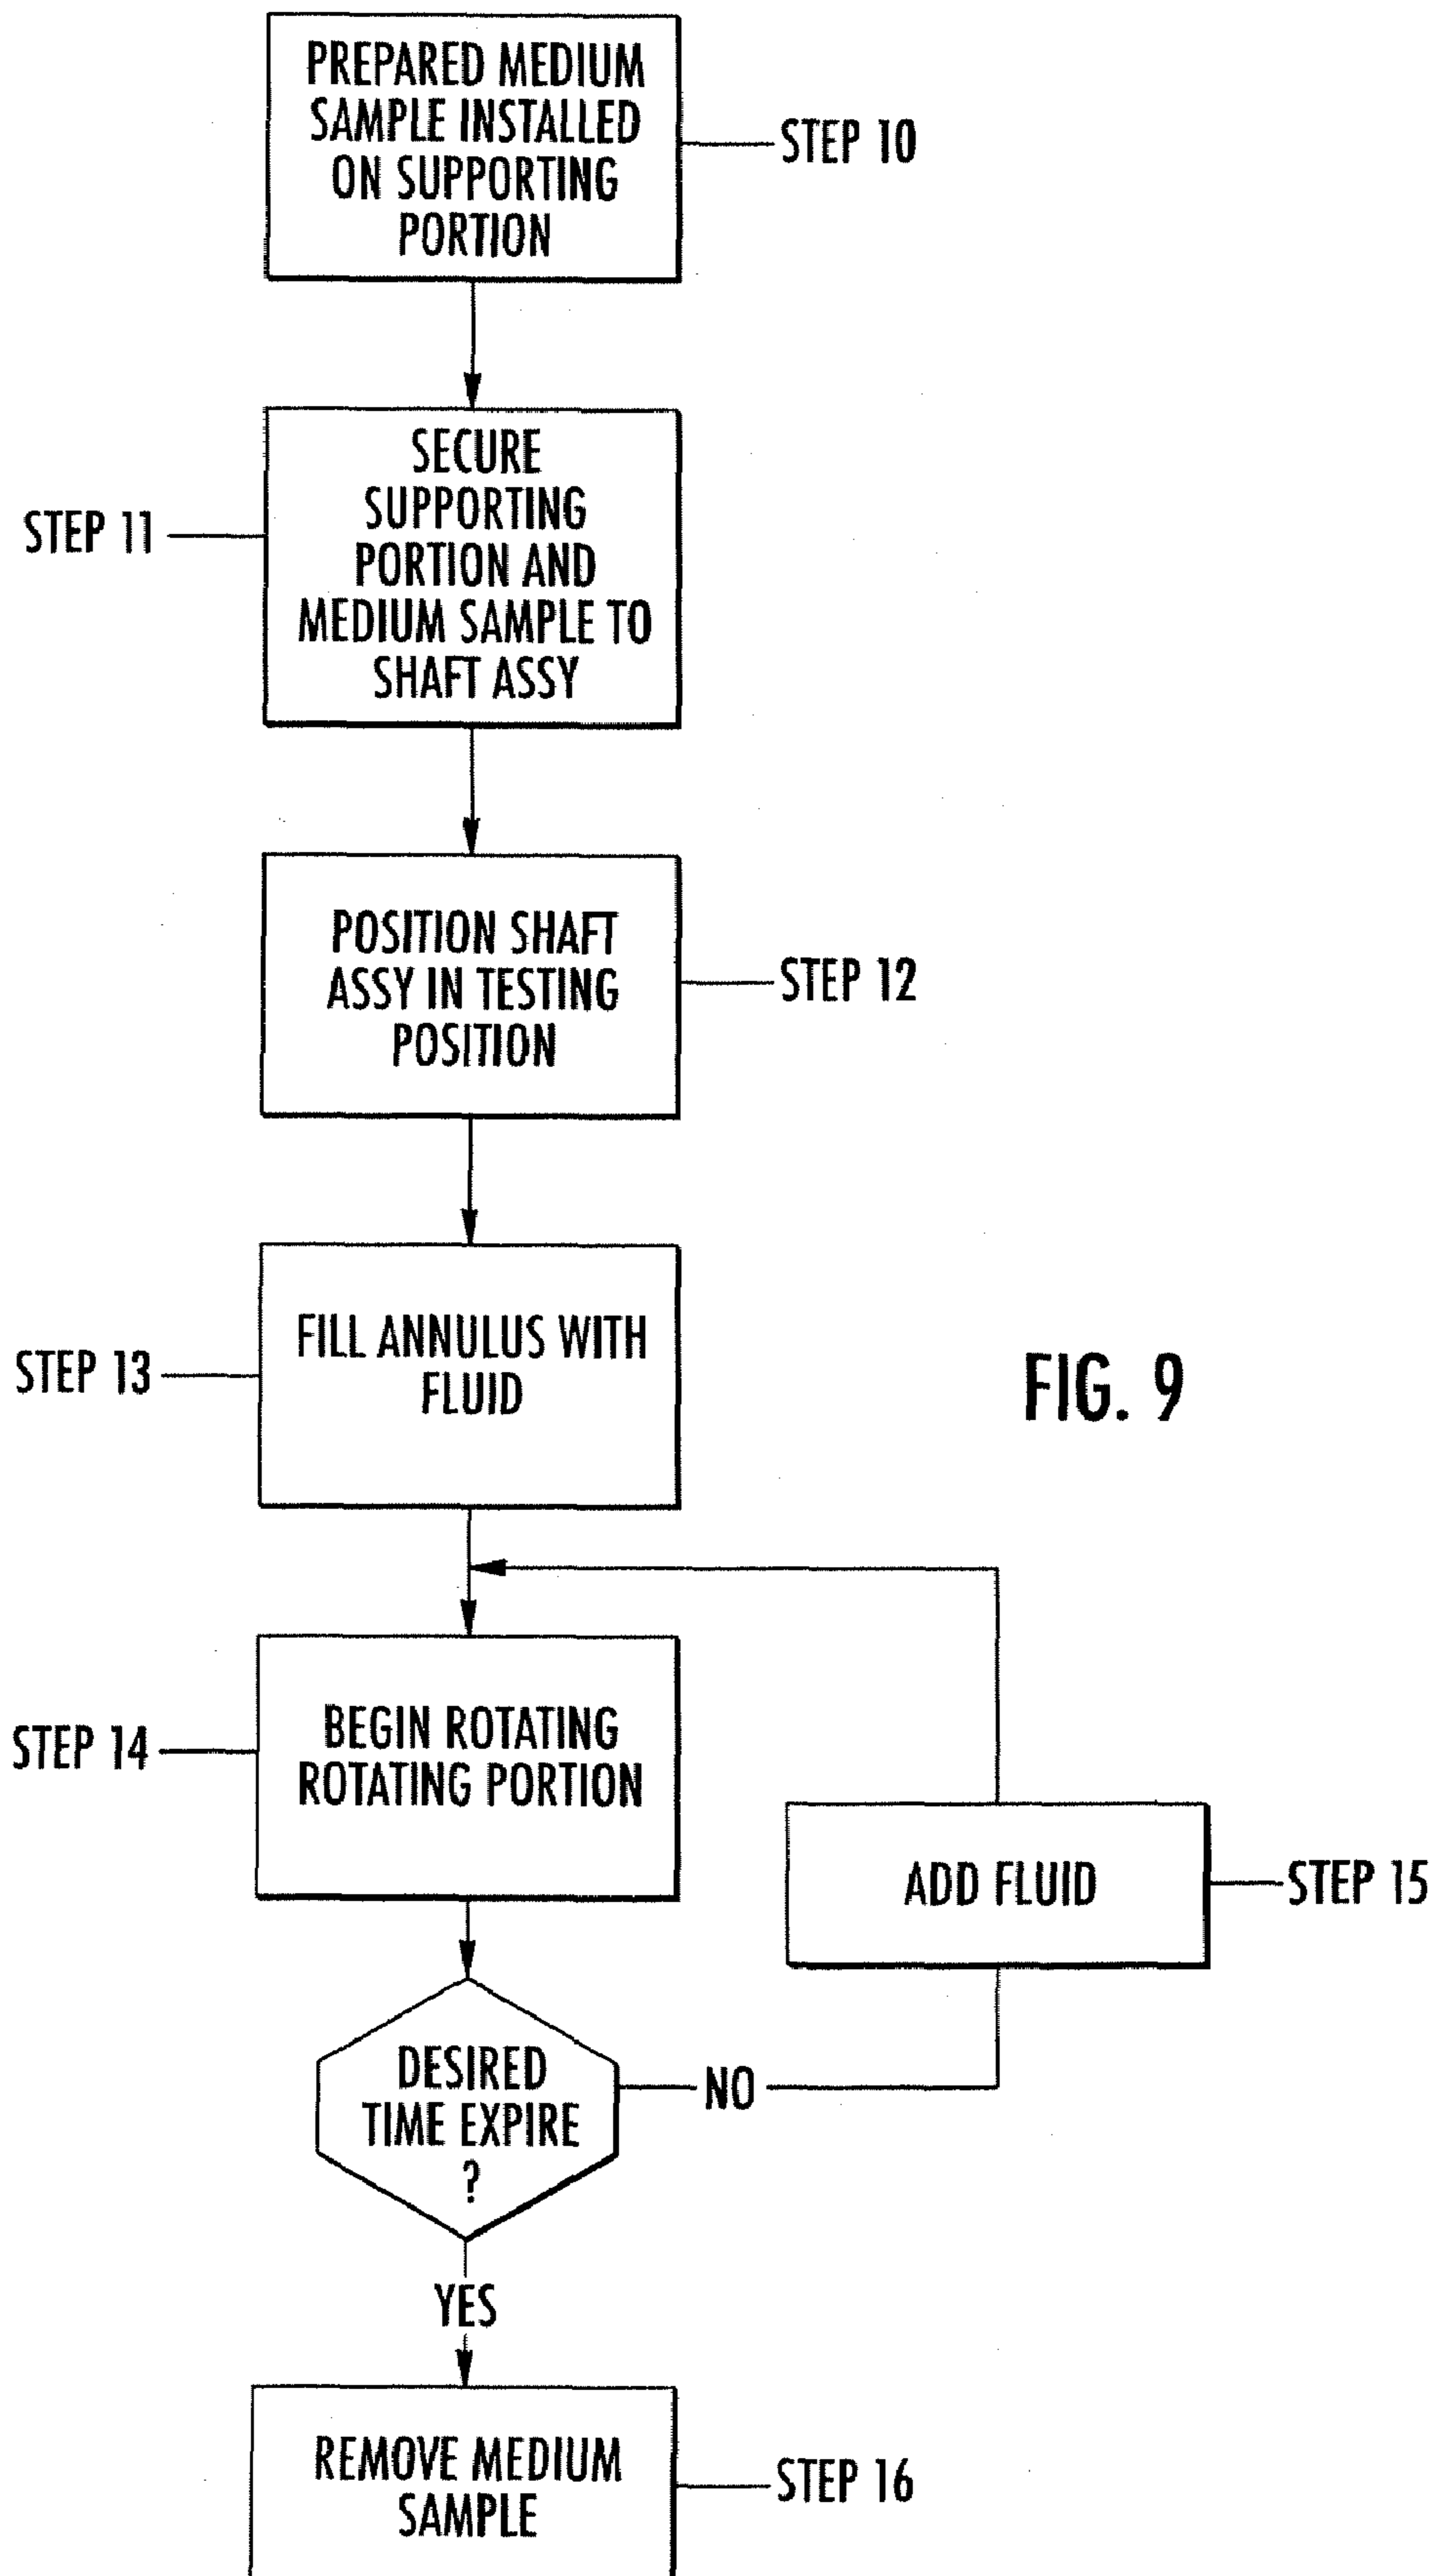 PREPARED MEDIUM
SAMPLE INSTALLED
ON SUPPORTING
PORTION
STEP 10
SECURE
SUPPORTING
PORTION AND
MEDIUM SAMPLE TO
SHAFT ASSY
STEP 11
POSITION SHAFT
ASSY IN TESTING
POSITION
STEP 12
FILL ANNULUS WITH
FLUID
STEP 13
FIG. 9
BEGIN ROTATING
ROTATING PORTION
STEP 14
ADD FLUID
STEP 15
DESIRED
TIME EXPIRE
?
NO
YES
REMOVE MEDIUM
SAMPLE
STEP 16